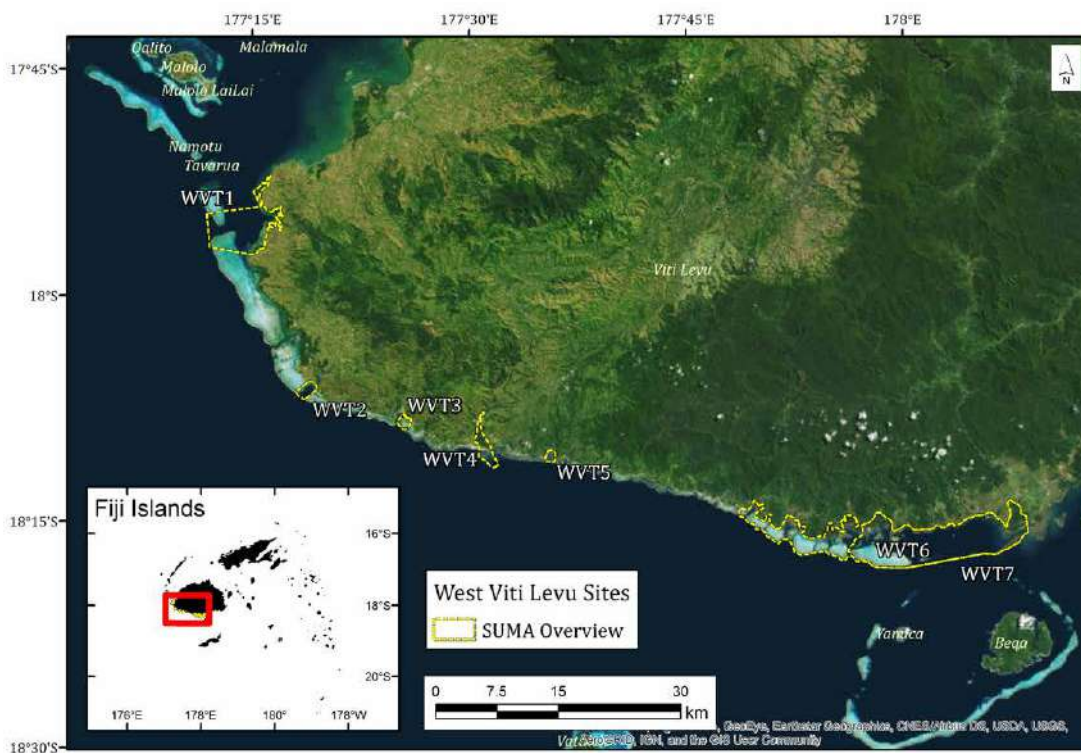 177°15'E
177°30'E
177°45'E
178°E
17°45'S
18°S
18°15'S
18°30'S
Qalito
Malamala
Malolo
Malolo LaiLai
Namotu
Tavarua
WVT1
Viti Levu
WVT2
WVT3
WVT4
WVT5
WVT6
WVT7
Yanuca
Beqa
N
Fiji Islands
16°S
18°S
20°S
176°E
178°E
180°
178°W
West Viti Levu Sites
SUMA Overview
0 7.5 15 30
km
GeoEye, Earthstar Geographics, CNES/Airbus DS, USDA, USGS,
IGN, and the GIS User Community